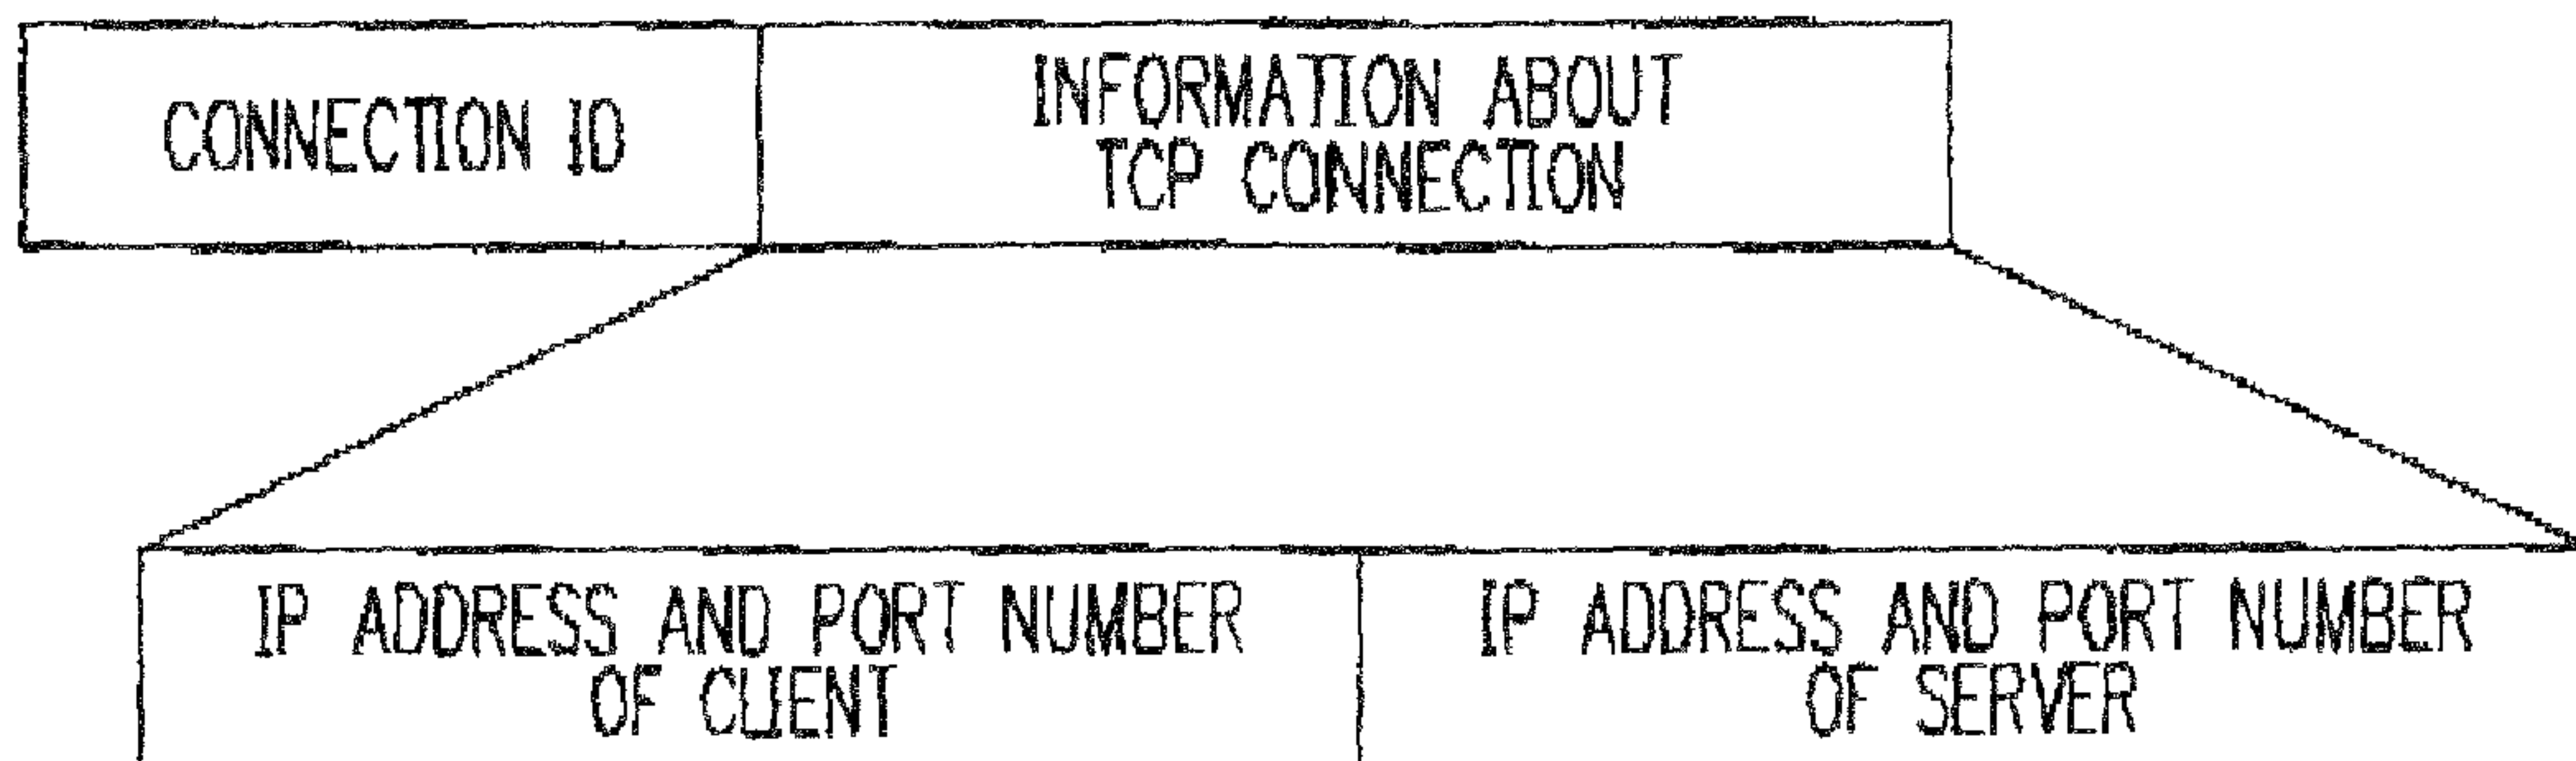 CONNECTION ID
INFORMATION ABOUT
TCP CONNECTION
IP ADDRESS AND PORT NUMBER
OF CLIENT
IP ADDRESS AND PORT NUMBER
OF SERVER